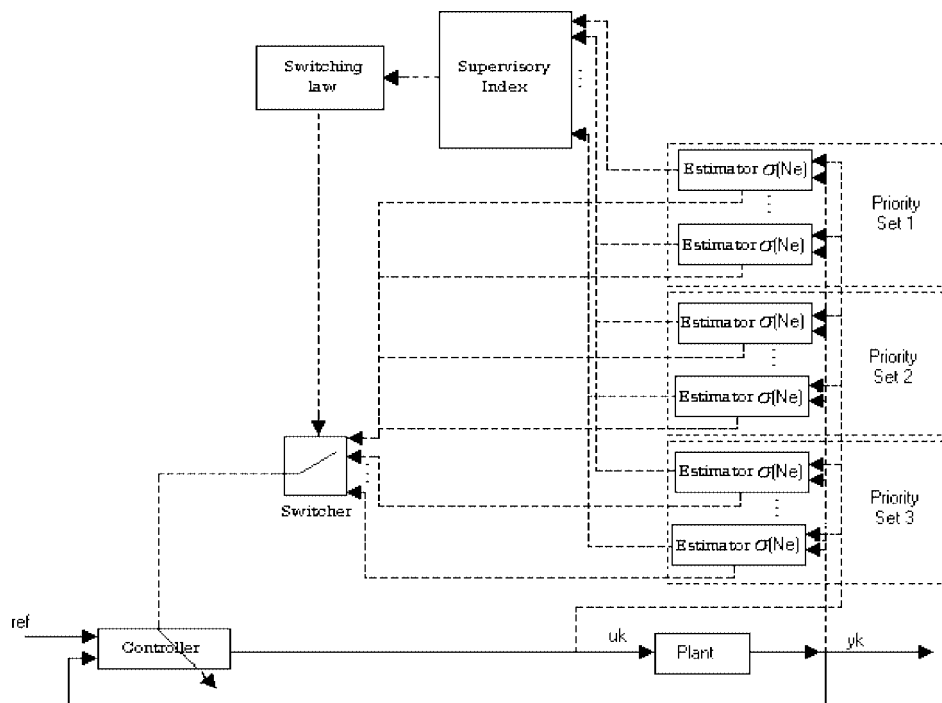 Switching
law
Supervisory
Index
Estimator σ(Ne)
Estimator σ(Ne)
Priority
Set 1
Estimator σ(Ne)
Estimator σ(Ne)
Priority
Set 2
Estimator σ(Ne)
Estimator σ(Ne)
Priority
Set 3
Switcher
ref
Controller
uk
Plant
yk